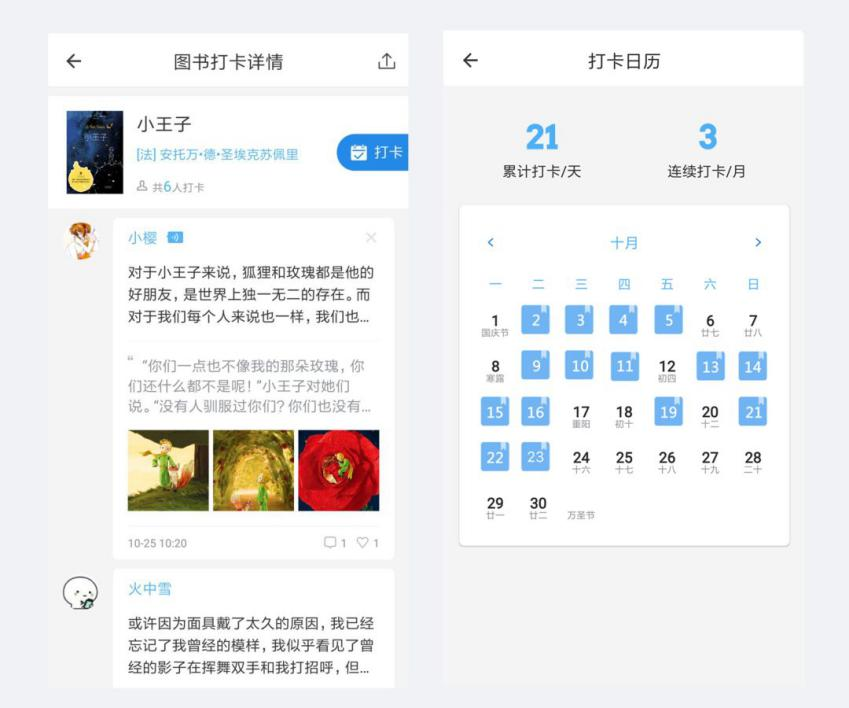 图书打卡详情
小王子
[法] 安托万·德·圣埃克苏佩里
打卡
共6人打卡
小樱
对于小王子来说，狐狸和玫瑰都是他的
好朋友，是世界上独一无二的存在。而
对于我们每个人来说也一样，我们也...
“ “你们一点也不像我的那朵玫瑰，你
们还什么都不是呢！“小王子对她们
说。“没有人驯服过你们？你们也没有...
10-25 10:20
1 1
火中雪
或许因为面具戴了太久的原因，我已经
忘记了我曾经的模样，我似乎看见了曾
经的影子在挥舞双手和我打招呼，但...
打卡日历
21 3
累计打卡/天 连续打卡/月
< 十月 >
一 二 三 四 五 六 日
1 2 3 4 5 6 7
国庆节 廿七 廿八
8 9 10 11 12 13 14
寒露 初四
15 16 17 18 19 20 21
重阳 初十 十二
22 23 24 25 26 27 28
十六 十七 十八 十九 二十
29 30
廿一 廿二 万圣节